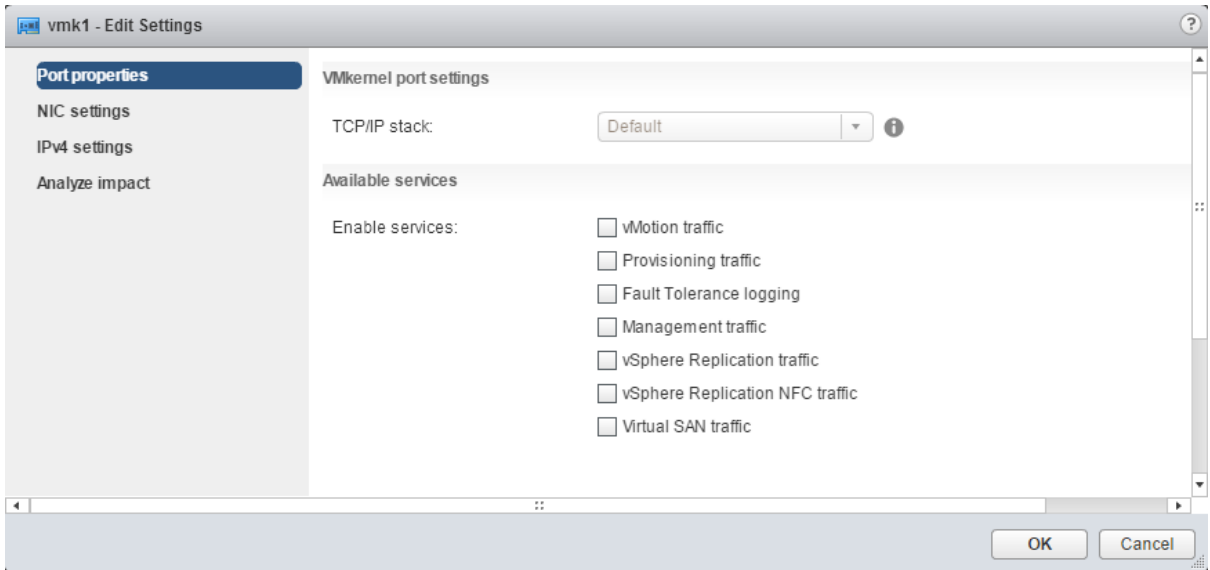 vmk1 - Edit Settings
?
Port properties
NIC settings
IPv4 settings
Analyze impact
VMkernel port settings
TCP/IP stack: Default
Available services
Enable services:
vMotion traffic
Provisioning traffic
Fault Tolerance logging
Management traffic
vSphere Replication traffic
vSphere Replication NFC traffic
Virtual SAN traffic
OK Cancel